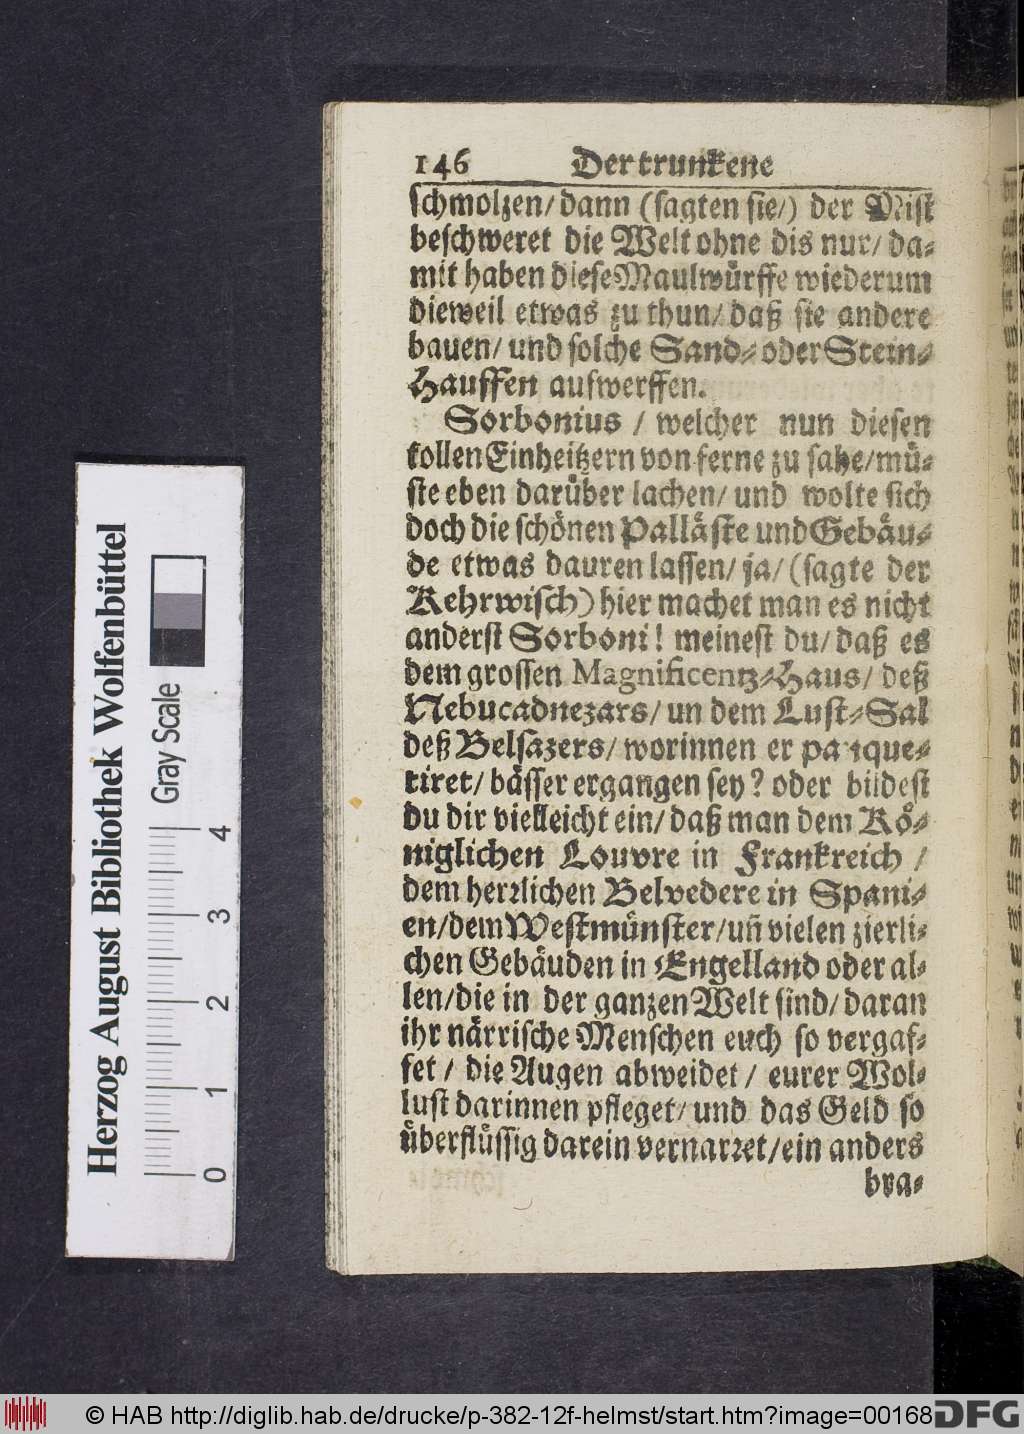 146 Der trunkene
schmolzen/ dann (sagten sie/) der Mist
beschweret die Welt ohne dis nur/ da-
mit haben diese Maulwürffe wiederum
dieweil etwas zu thun/ daß sie andere
bauen/ und solche Sand- oder Stein-
Hauffen aufwerffen.
Sorbonius / welcher nun diesen
tollen Einheitzern von ferne zu sahe/ mü-
ste eben darüber lachen/ und wolte sich
doch die schönen Palläste und Gebäu-
de etwas dauren lassen/ ja/ (sagte der
Kehrwisch) hier machet man es nicht
anderst Sorboni! meinest du/ daß es
dem grossen Magnificentz-Haus/ deß
Nebucadnezars/ un dem Lust-Sal
deß Belsazers/ worinnen er parque-
tiret/ bässer ergangen sey? oder bildest
du dir vielleicht ein/ daß man dem Kö-
niglichen Louvre in Frankreich /
dem herrlichen Belvedere in Spani-
en/ dem Westmünster/ uñ vielen zierli-
chen Gebäuden in Engelland oder al-
len/ die in der ganzen Welt sind/ daran
ihr närrische Menschen euch so vergaf-
fet / die Augen abweidet / eurer Wol-
lust darinnen pfleget/ und das Geld so
überflüssig darein vernarret/ ein anders
bra-
Herzog August Bibliothek Wolfenbüttel
Gray Scale
0 1 2 3 4
© HAB http://diglib.hab.de/drucke/p-382-12f-helmst/start.htm?image=00168
DFG